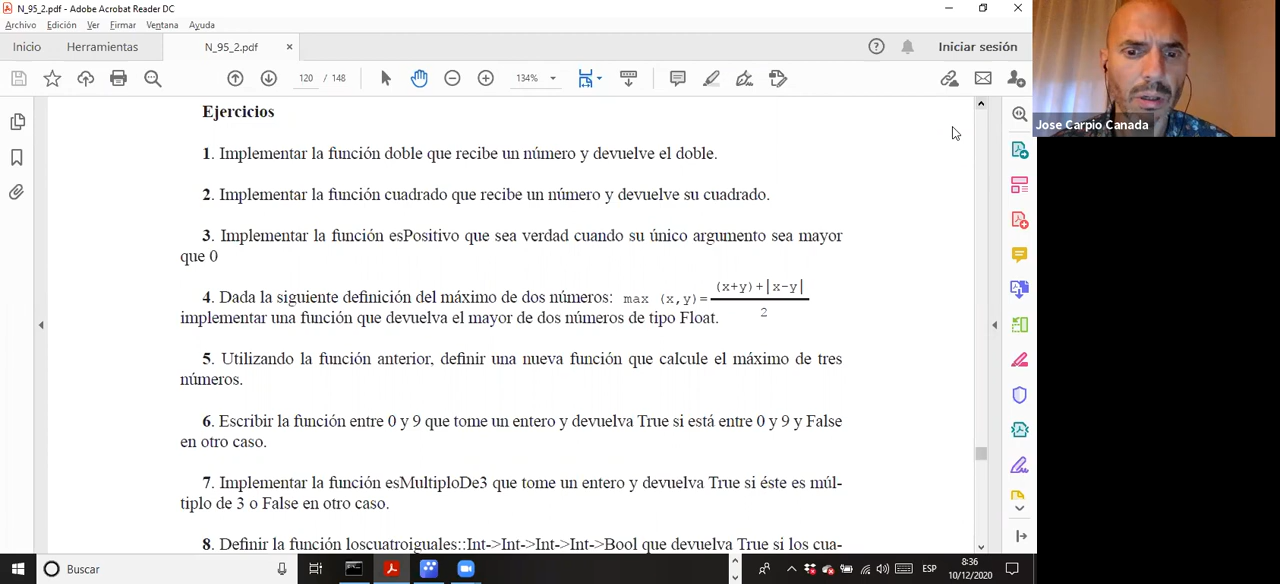 N_95_2.pdf - Adobe Acrobat Reader DC
Archivo Edición Ver Firmar Ventana Ayuda
Inicio Herramientas N_95_2.pdf × Iniciar sesión
120 / 148 134%
Ejercicios
1. Implementar la función doble que recibe un número y devuelve el doble.
2. Implementar la función cuadrado que recibe un número y devuelve su cuadrado.
3. Implementar la función esPositivo que sea verdad cuando su único argumento sea mayor
que 0
4. Dada la siguiente definición del máximo de dos números: max (x,y)= (x+y)+|x-y|
2
implementar una función que devuelva el mayor de dos números de tipo Float.
5. Utilizando la función anterior, definir una nueva función que calcule el máximo de tres
números.
6. Escribir la función entre 0 y 9 que tome un entero y devuelva True si está entre 0 y 9 y False
en otro caso.
7. Implementar la función esMultiploDe3 que tome un entero y devuelva True si éste es múl-
tiplo de 3 o False en otro caso.
8. Definir la función loscuatroiguales::Int->Int->Int->Int->Bool que devuelva True si los cua-
Jose Carpio Canada
Buscar
ESP
8:36
10/12/2020